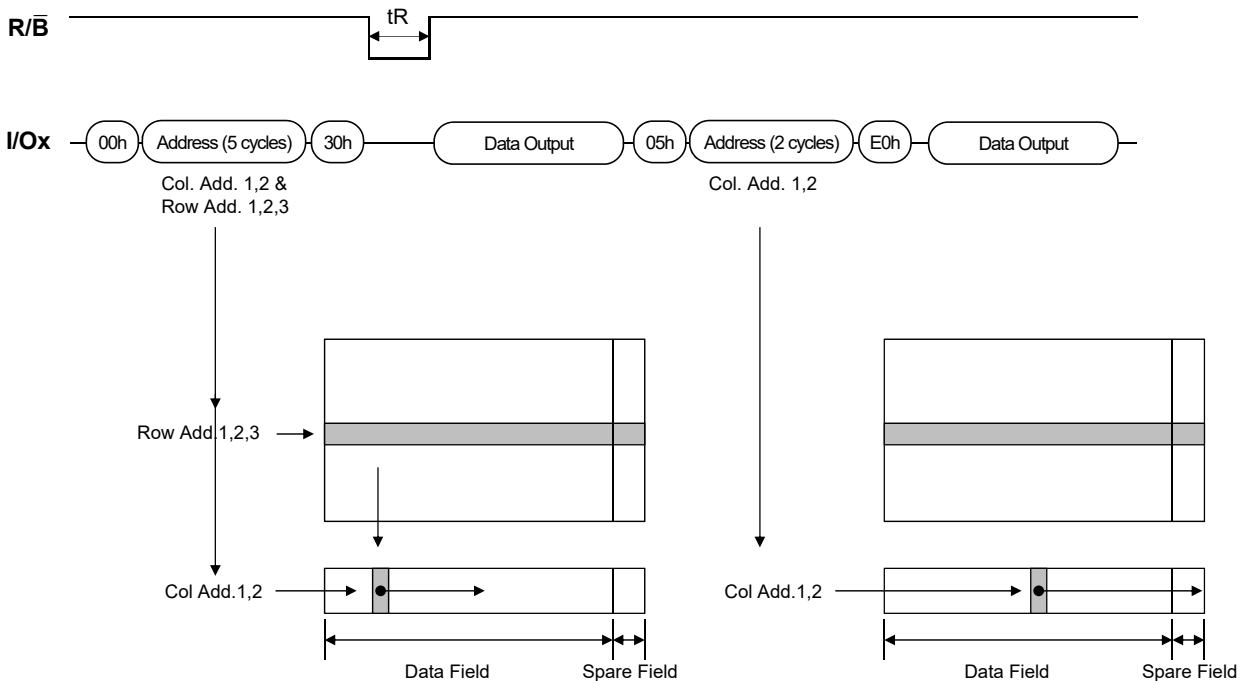 tR
R/B̅
I/Ox 00h Address (5 cycles) 30h Data Output 05h Address (2 cycles) E0h Data Output
Col. Add. 1,2 & Col. Add. 1,2
Row Add. 1,2,3
Row Add.1,2,3
Col Add.1,2 Col Add.1,2
Data Field Spare Field Data Field Spare Field